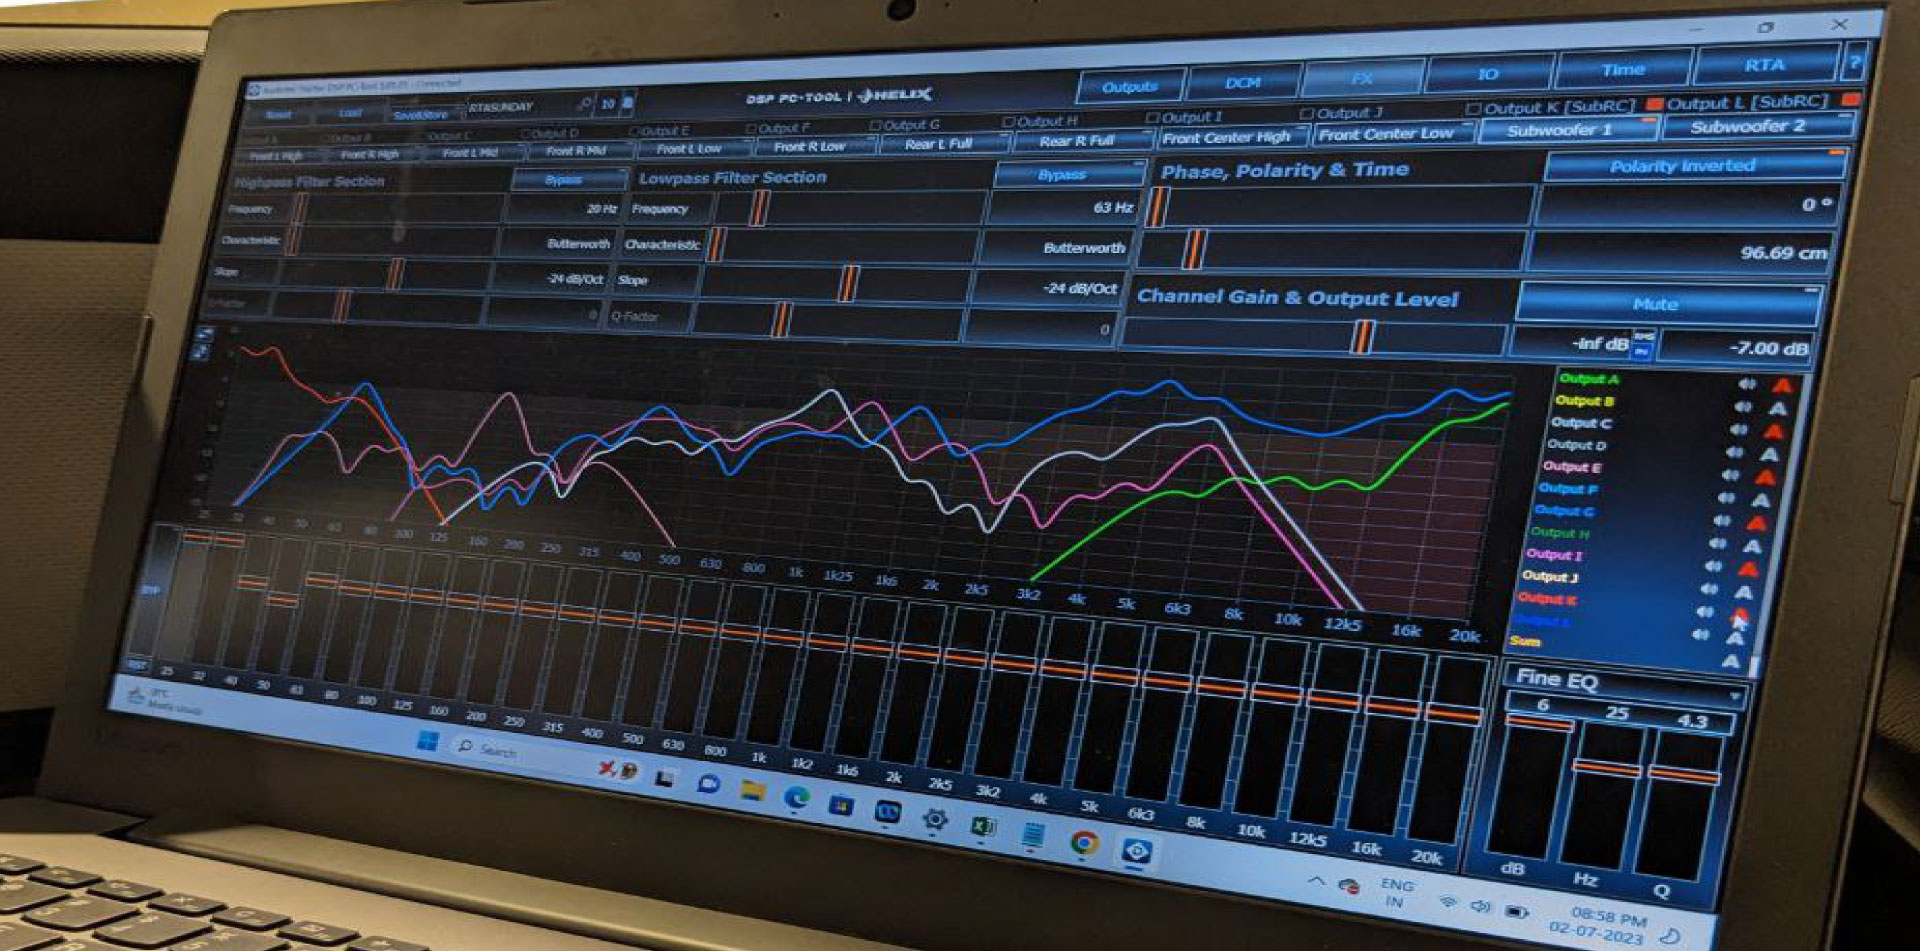 Connected
Reset Load Save&Store RTASUNDAY 10 DSP PC-TOOL | HELIX Outputs DCM FX IO Time RTA ?
Output C Output D Output E Output F Output G Output H Output I Output J Output K [SubRC] Output L [SubRC]
Front L High Front R High Front L Mid Front R Mid Front L Low Front R Low Rear L Full Rear R Full Front Center High Front Center Low Subwoofer 1 Subwoofer 2
Highpass Filter Section Bypass Lowpass Filter Section Bypass Phase, Polarity & Time Polarity Inverted
Frequency 20 Hz Frequency 63 Hz 0 °
Characteristic Butterworth Characteristic Butterworth 96.69 cm
Slope -24 dB/Oct Slope -24 dB/Oct Channel Gain & Output Level Mute
0 Q-Factor 0 -inf dB -7.00 dB
Output A
Output B
Output C
Output D
Output E
Output F
Output G
Output H
Output I
Output J
Output K
Sum
25 32 40 50 63 80 100 125 160 200 250 315 400 500 630 800 1k 1k25 1k6 2k 2k5 3k2 4k 5k 6k3 8k 10k 12k5 16k 20k
BYP
RST
25 32 40 50 63 80 100 125 160 200 250 315 400 500 630 800 1k 1k2 1k6 2k 2k5 3k2 4k 5k 6k3 8k 10k 12k5 16k 20k
Fine EQ
6 25 4.3
dB Hz Q
Mostly cloudy
Search
ENG
IN
08:58 PM
02-07-2023